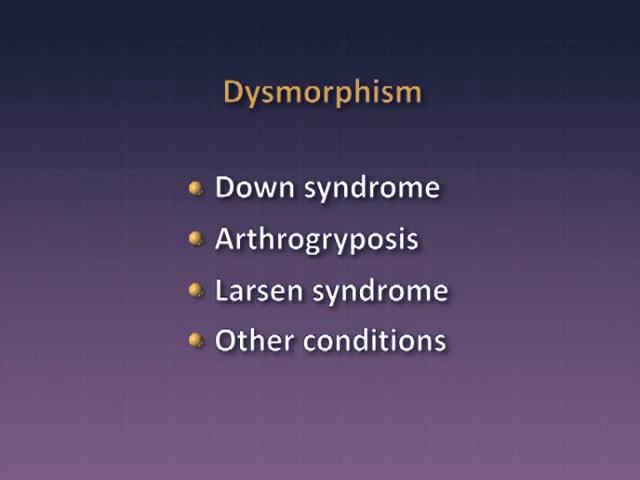 Dysmorphism
Down syndrome
Arthrogryposis
Larsen syndrome
Other conditions